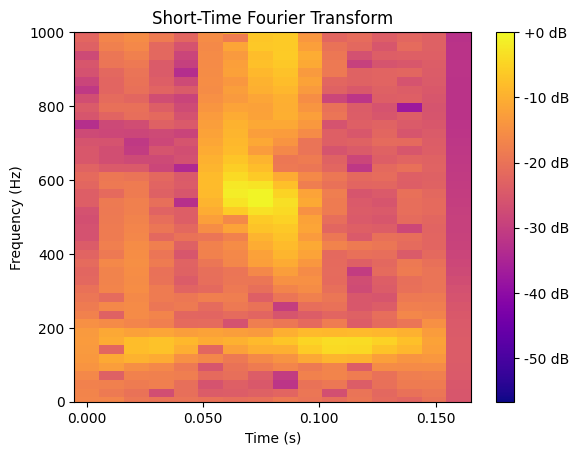 Short-Time Fourier Transform
1000
800
600
400
200
0
Frequency (Hz)
0.000
0.050
0.100
0.150
Time (s)
+0 dB
-10 dB
-20 dB
-30 dB
-40 dB
-50 dB